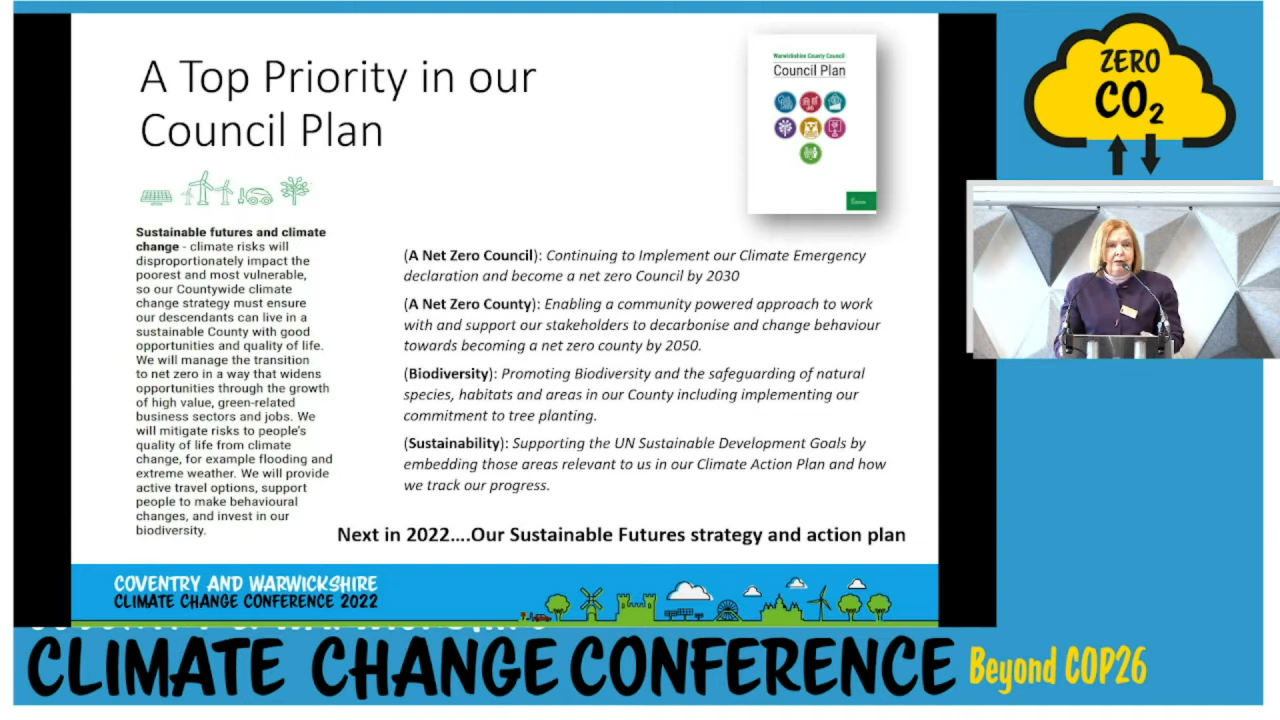 A Top Priority in our
Council Plan
Warwickshire County Council
Council Plan
ZERO
CO₂
Sustainable futures and climate
change - climate risks will
disproportionately impact the
poorest and most vulnerable,
so our Countywide climate
change strategy must ensure
our descendants can live in a
sustainable County with good
opportunities and quality of life.
We will manage the transition
to net zero in a way that widens
opportunities through the growth
of high value, green-related
business sectors and jobs. We
will mitigate risks to people's
quality of life from climate
change, for example flooding and
extreme weather. We will provide
active travel options, support
people to make behavioural
changes, and invest in our
biodiversity.
(A Net Zero Council): Continuing to Implement our Climate Emergency
declaration and become a net zero Council by 2030
(A Net Zero County): Enabling a community powered approach to work
with and support our stakeholders to decarbonise and change behaviour
towards becoming a net zero county by 2050.
(Biodiversity): Promoting Biodiversity and the safeguarding of natural
species, habitats and areas in our County including implementing our
commitment to tree planting.
(Sustainability): Supporting the UN Sustainable Development Goals by
embedding those areas relevant to us in our Climate Action Plan and how
we track our progress.
Next in 2022....Our Sustainable Futures strategy and action plan
COVENTRY AND WARWICKSHIRE
CLIMATE CHANGE CONFERENCE 2022
CLIMATE CHANGE CONFERENCE Beyond COP26